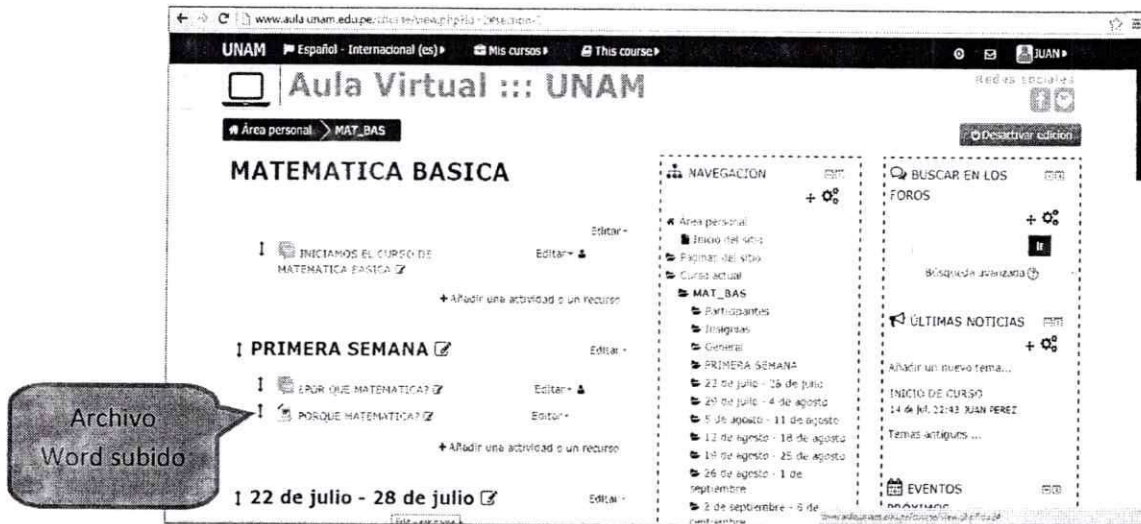 www.aula.unam.edu.pe/course/view.php?id=
UNAM Español - Internacional (es) Mis cursos This course JUAN
Aula Virtual ::: UNAM
Redes sociales
Área personal MAT_BAS
Desactivar edición
MATEMATICA BASICA
Editar
INICIAMOS EL CURSO DE
MATEMATICA BASICA
Editar
+ Añadir una actividad o un recurso
PRIMERA SEMANA
Editar
¿POR QUE MATEMATICA?
Editar
PORQUE MATEMATICA?
Editar
+ Añadir una actividad o un recurso
22 de julio - 28 de julio
Editar
Archivo
Word subido
NAVEGACION
Área personal
Inicio del sitio
Páginas del sitio
Curso actual
MAT_BAS
Participantes
Insignias
General
PRIMERA SEMANA
22 de julio - 28 de julio
29 de julio - 4 de agosto
5 de agosto - 11 de agosto
12 de agosto - 18 de agosto
19 de agosto - 25 de agosto
26 de agosto - 1 de
septiembre
2 de septiembre - 8 de
septiembre
BUSCAR EN LOS
FOROS
Ir
Búsqueda avanzada
ÚLTIMAS NOTICIAS
Añadir un nuevo tema...
INICIO DE CURSO
14 de jul, 22:43 JUAN PEREZ
Temas antiguos ...
EVENTOS
PRÓXIMOS